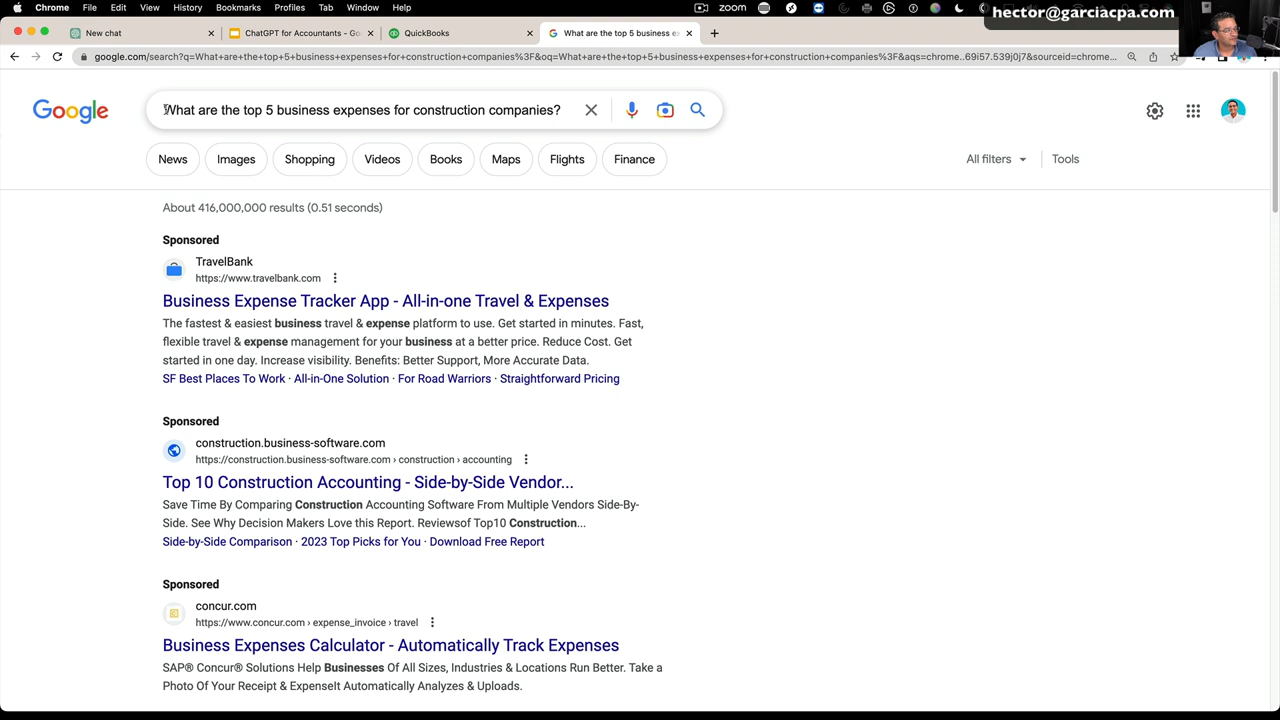 Chrome File Edit View History Bookmarks Profiles Tab Window Help zoom
hector@garciacpa.com
New chat ChatGPT for Accountants - Go QuickBooks What are the top 5 business e
google.com/search?q=What+are+the+top+5+business+expenses+for+construction+companies%3F&oq=What+are+the+top+5+business+expenses+for+construction+companies%3F&aqs=chrome..69i57.539j0j7&sourceid=chrome...
Google What are the top 5 business expenses for construction companies?
News Images Shopping Videos Books Maps Flights Finance All filters Tools
About 416,000,000 results (0.51 seconds)
Sponsored
TravelBank
https://www.travelbank.com
Business Expense Tracker App - All-in-one Travel & Expenses
The fastest & easiest business travel & expense platform to use. Get started in minutes. Fast,
flexible travel & expense management for your business at a better price. Reduce Cost. Get
started in one day. Increase visibility. Benefits: Better Support, More Accurate Data.
SF Best Places To Work · All-in-One Solution · For Road Warriors · Straightforward Pricing
Sponsored
construction.business-software.com
https://construction.business-software.com › construction › accounting
Top 10 Construction Accounting - Side-by-Side Vendor...
Save Time By Comparing Construction Accounting Software From Multiple Vendors Side-By-
Side. See Why Decision Makers Love this Report. Reviewsof Top10 Construction...
Side-by-Side Comparison · 2023 Top Picks for You · Download Free Report
Sponsored
concur.com
https://www.concur.com › expense_invoice › travel
Business Expenses Calculator - Automatically Track Expenses
SAP® Concur® Solutions Help Businesses Of All Sizes, Industries & Locations Run Better. Take a
Photo Of Your Receipt & ExpenseIt Automatically Analyzes & Uploads.